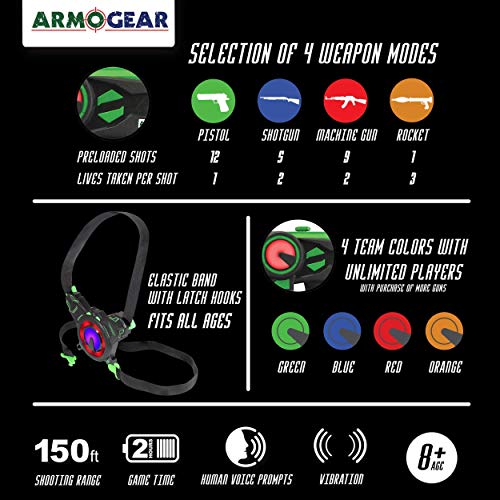 ARMOGEAR
SELECTION OF 4 WEAPON MODES
PISTOL SHOTGUN MACHINE GUN ROCKET
PRELOADED SHOTS 12 5 9 1
LIVES TAKEN PER SHOT 1 2 2 3
ELASTIC BAND
WITH LATCH HOOKS
FITS ALL AGES
4 TEAM COLORS WITH
UNLIMITED PLAYERS
WITH PURCHASE OF MORE GUNS
GREEN BLUE RED ORANGE
150ft
SHOOTING RANGE
2 HOURS
GAME TIME
HUMAN VOICE PROMPTS
VIBRATION
8+
AGE